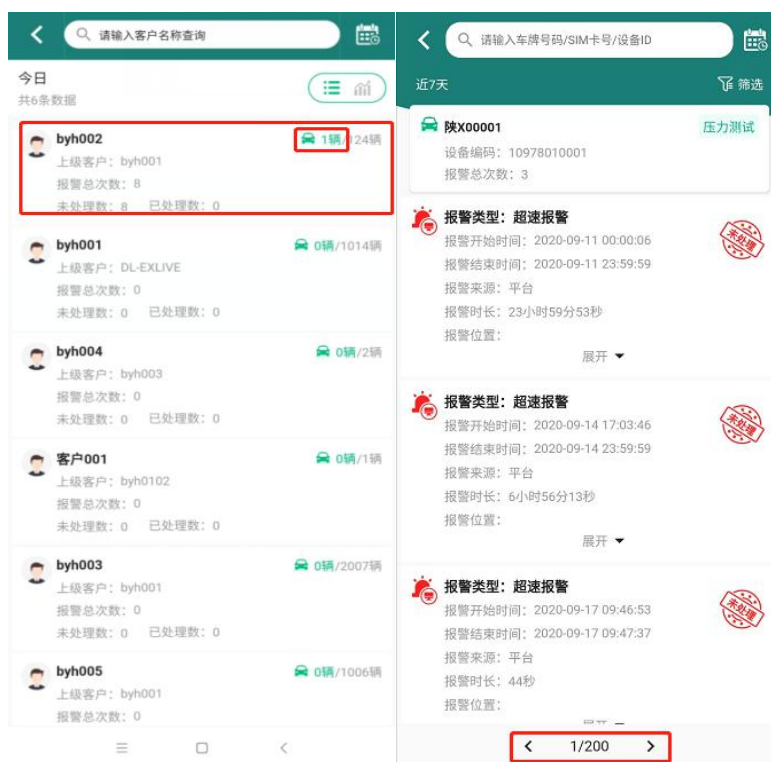 请输入客户名称查询
今日
共6条数据
byh002
1辆/124辆
上级客户：byh001
报警总次数：8
未处理数：8 已处理数：0
byh001
0辆/1014辆
上级客户：DL-EXLIVE
报警总次数：0
未处理数：0 已处理数：0
byh004
0辆/2辆
上级客户：byh003
报警总次数：0
未处理数：0 已处理数：0
客户001
0辆/1辆
上级客户：byh0102
报警总次数：0
未处理数：0 已处理数：0
byh003
0辆/2007辆
上级客户：byh001
报警总次数：0
未处理数：0 已处理数：0
byh005
0辆/1006辆
上级客户：byh001
报警总次数：0
请输入车牌号码/SIM卡号/设备ID
近7天
筛选
陕X00001
压力测试
设备编码：10978010001
报警总次数：3
报警类型：超速报警
未处理
报警开始时间：2020-09-11 00:00:06
报警结束时间：2020-09-11 23:59:59
报警来源：平台
报警时长：23小时59分53秒
报警位置：
展开
报警类型：超速报警
未处理
报警开始时间：2020-09-14 17:03:46
报警结束时间：2020-09-14 23:59:59
报警来源：平台
报警时长：6小时56分13秒
报警位置：
展开
报警类型：超速报警
未处理
报警开始时间：2020-09-17 09:46:53
报警结束时间：2020-09-17 09:47:37
报警来源：平台
报警时长：44秒
报警位置：
1/200